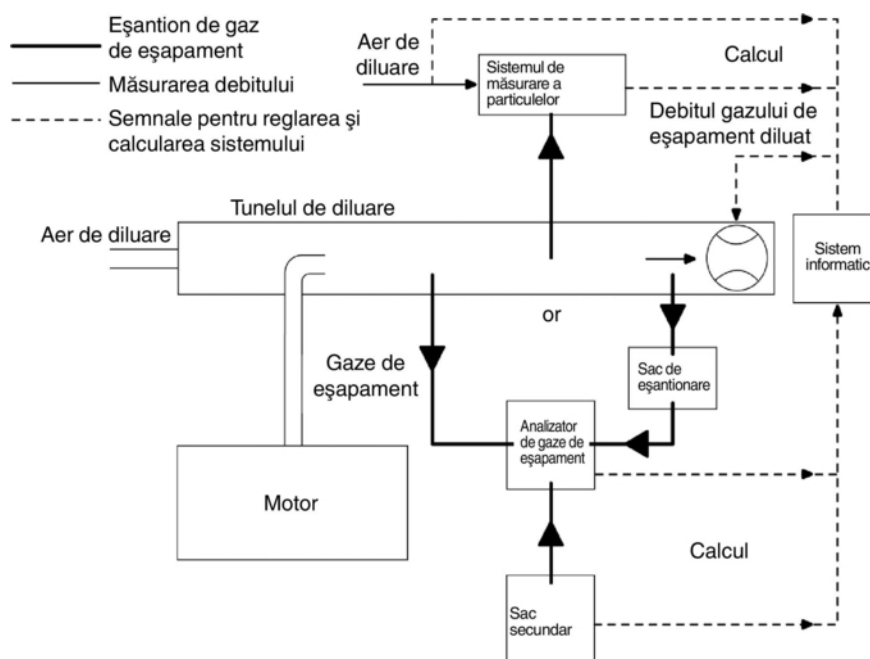 Eşantion de gaz
de eşapament
Măsurarea debitului
Semnale pentru reglarea şi
calcularea sistemului
Aer de
diluare
Sistemul de
măsurare a
particulelor
Calcul
Debitul gazului de
eşapament diluat
Tunelul de diluare
Aer de diluare
Sistem
informatic
or
Gaze de
eşapament
Sac de
eşantionare
Analizator
de gaze de
eşapament
Motor
Calcul
Sac
secundar